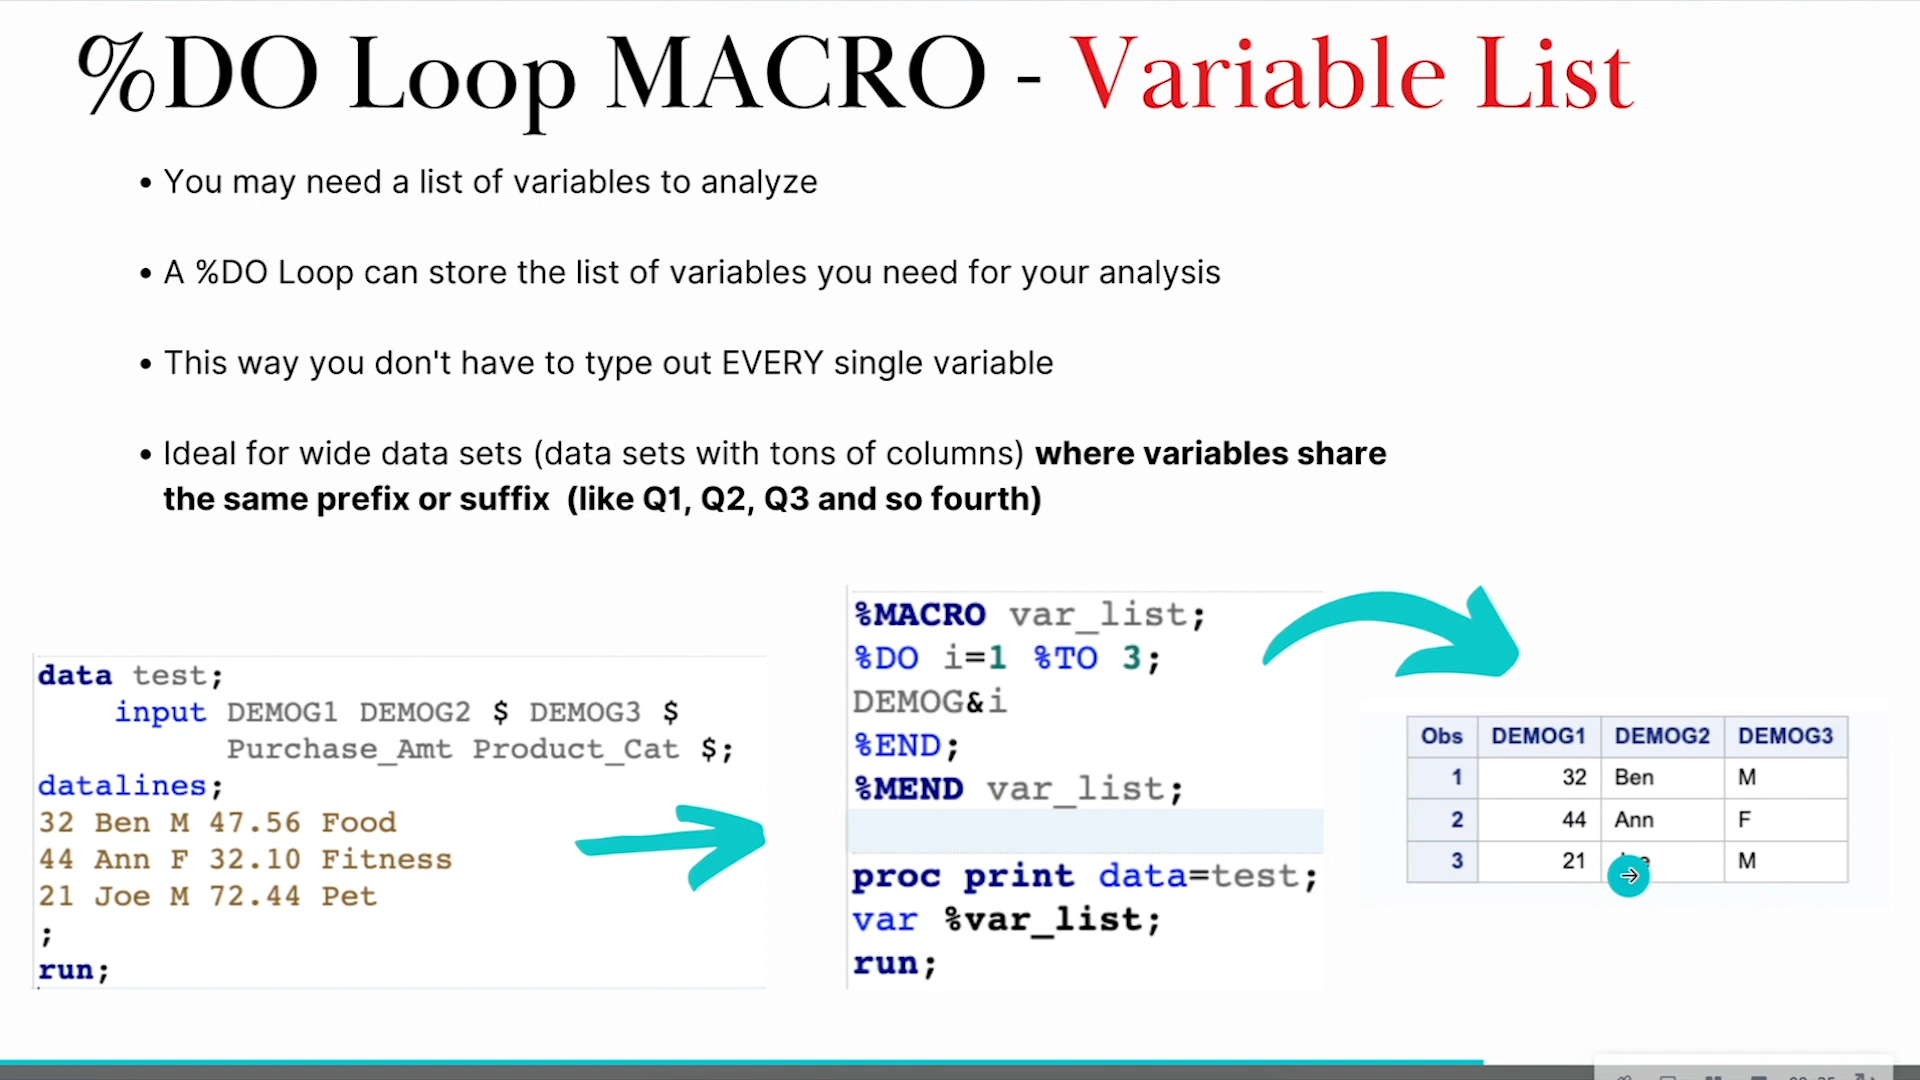 %DO Loop MACRO - Variable List
• You may need a list of variables to analyze
• A %DO Loop can store the list of variables you need for your analysis
• This way you don't have to type out EVERY single variable
• Ideal for wide data sets (data sets with tons of columns) where variables share
the same prefix or suffix (like Q1, Q2, Q3 and so fourth)
data test;
input DEMOG1 DEMOG2 $ DEMOG3 $
Purchase_Amt Product_Cat $;
datalines;
32 Ben M 47.56 Food
44 Ann F 32.10 Fitness
21 Joe M 72.44 Pet
;
run;
%MACRO var_list;
%DO i=1 %TO 3;
DEMOG&i
%END;
%MEND var_list;
proc print data=test;
var %var_list;
run;
Obs DEMOG1 DEMOG2 DEMOG3
1 32 Ben M
2 44 Ann F
3 21 M